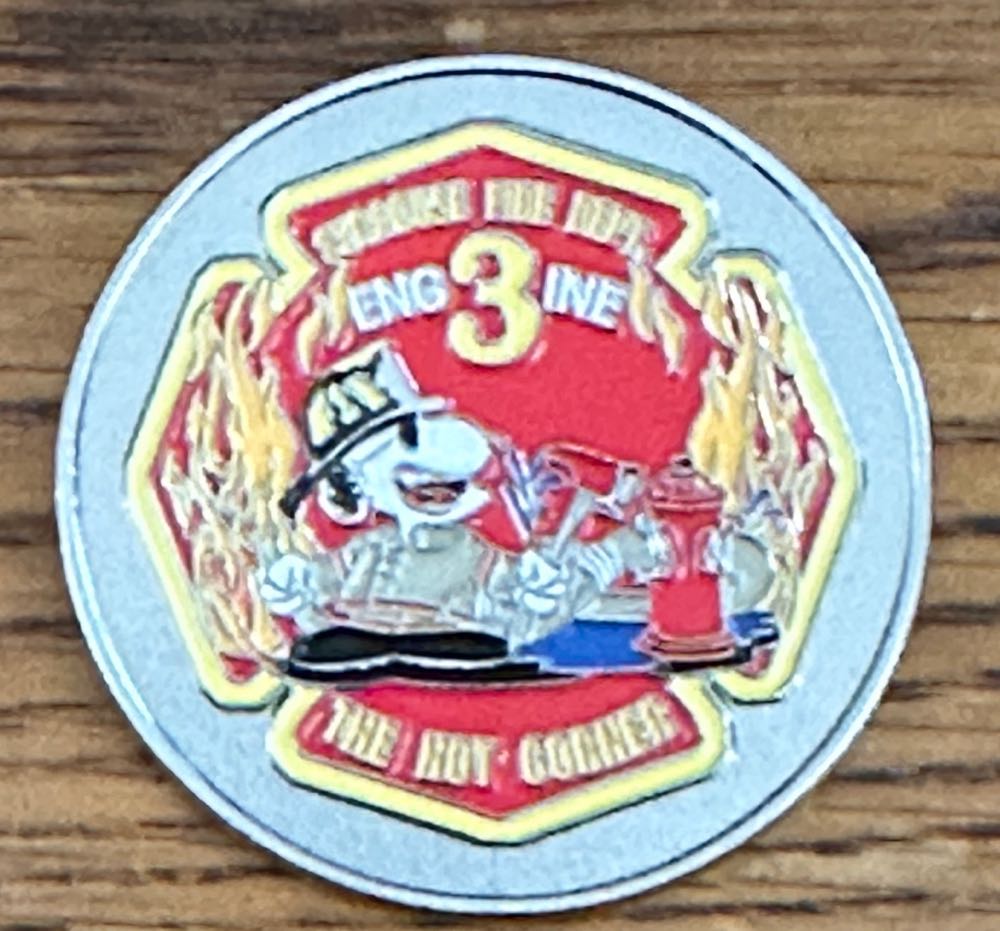 FIRE DEPT.
ENG 3 INE
THE HOT CORNER